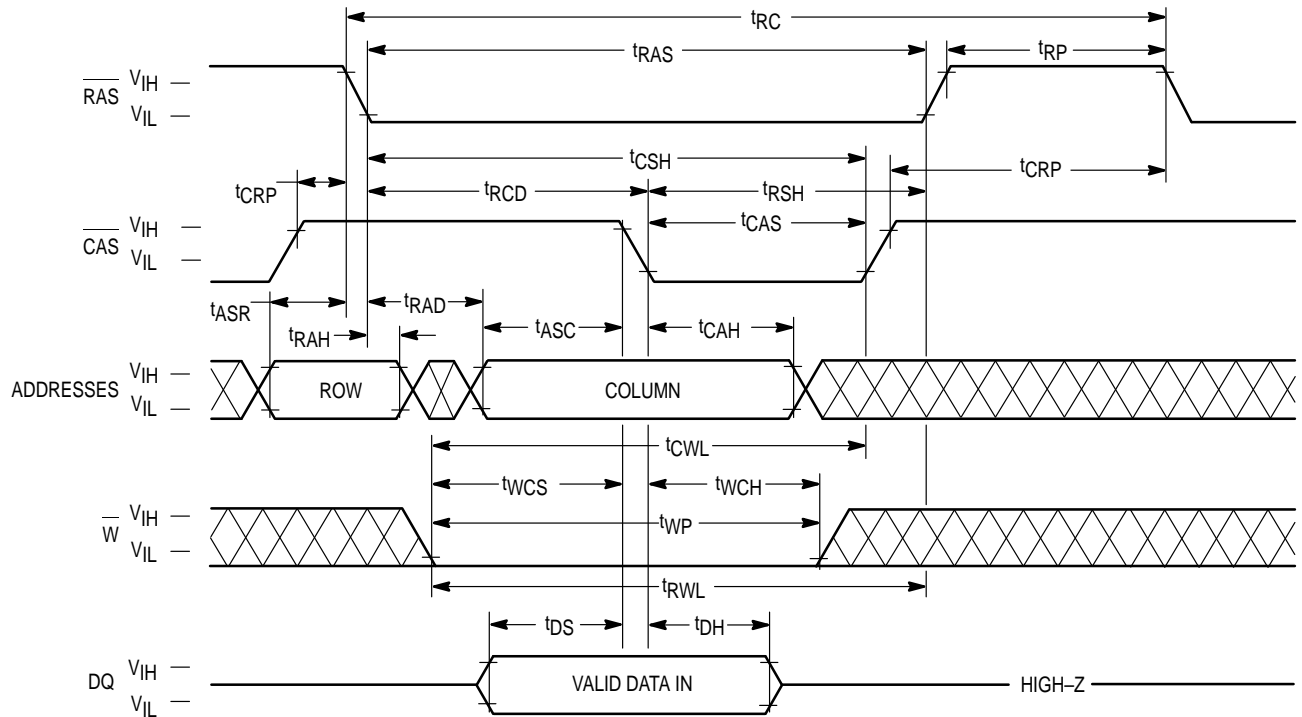 tRC
tRAS
tRP
RAS
VIH
VIL
tCSH
tCRP
tCRP
tRCD
tRSH
tCAS
CAS
VIH
VIL
tASR
tRAD
tRAH
tASC
tCAH
ADDRESSES
VIH
VIL
ROW
COLUMN
tCWL
tWCS
tWCH
W
VIH
VIL
tWP
tRWL
tDS
tDH
DQ
VIH
VIL
VALID DATA IN
HIGH–Z